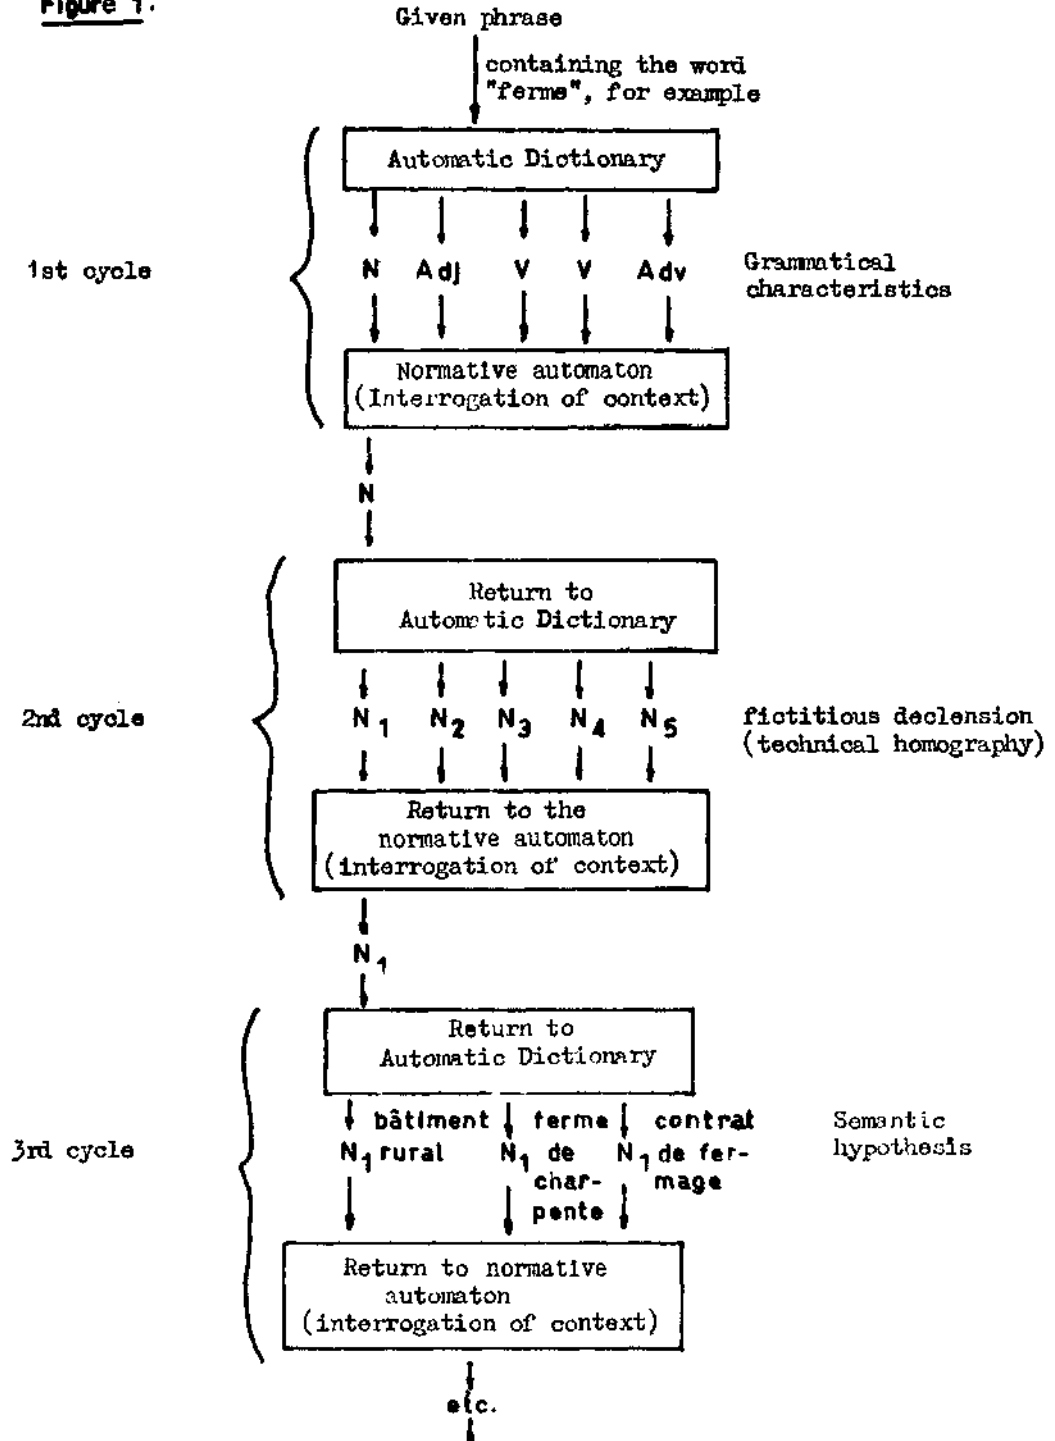 Figure 1.
Given phrase
containing the word
"ferme", for example
Automatic Dictionary
1st cycle
N Adj V V Adv
Grammatical
characteristics
Normative automaton
(Interrogation of context)
N
Return to
Automatic Dictionary
2nd cycle
N1 N2 N3 N4 N5
fictitious declension
(technical homography)
Return to the
normative automaton
(interrogation of context)
N1
Return to
Automatic Dictionary
3rd cycle
N1 bâtiment
rural
N1 ferme
de
char-
pente
N1 contrat
de fer-
mage
Semantic
hypothesis
Return to normative
automaton
(interrogation of context)
etc.